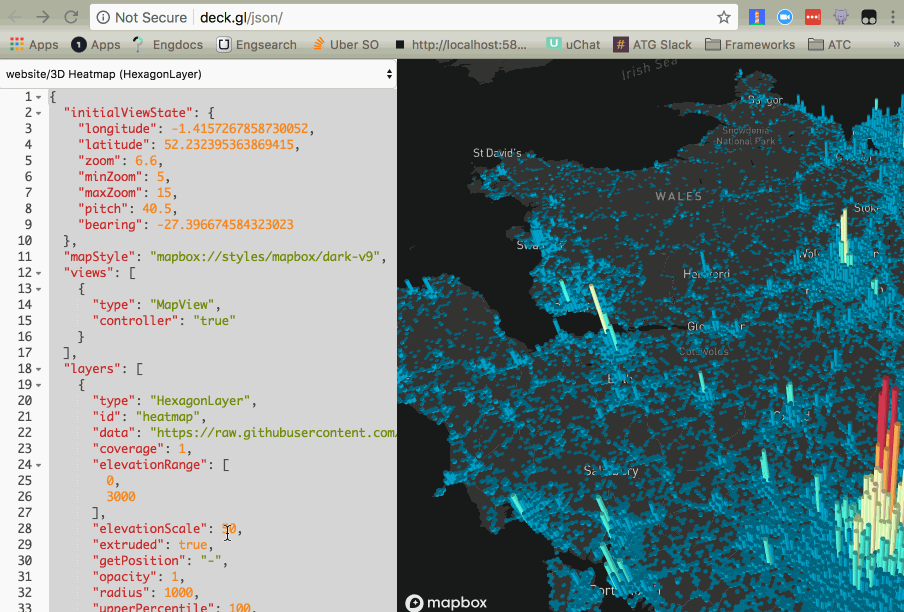 Not Secure deck.gl/json/
Apps 1 Apps Engdocs Engsearch Uber SO http://localhost:58... U uChat # ATG Slack Frameworks ATC »
website/3D Heatmap (HexagonLayer)
1 {
2 "initialViewState": {
3 "longitude": -1.4157267858730052,
4 "latitude": 52.232395363869415,
5 "zoom": 6.6,
6 "minZoom": 5,
7 "maxZoom": 15,
8 "pitch": 40.5,
9 "bearing": -27.396674584323023
10 },
11 "mapStyle": "mapbox://styles/mapbox/dark-v9",
12 "views": [
13 {
14 "type": "MapView",
15 "controller": "true"
16 }
17 ],
18 "layers": [
19 {
20 "type": "HexagonLayer",
21 "id": "heatmap",
22 "data": "https://raw.githubusercontent.com/
23 "coverage": 1,
24 "elevationRange": [
25 0,
26 3000
27 ],
28 "elevationScale": 50,
29 "extruded": true,
30 "getPosition": "-",
31 "opacity": 1,
32 "radius": 1000,
33 "upperPercentile": 100,
Irish Sea
Bangor
Snowdonia
National Park
St David's
WALES
Stoke
Cotswolds
Salisbury
mapbox